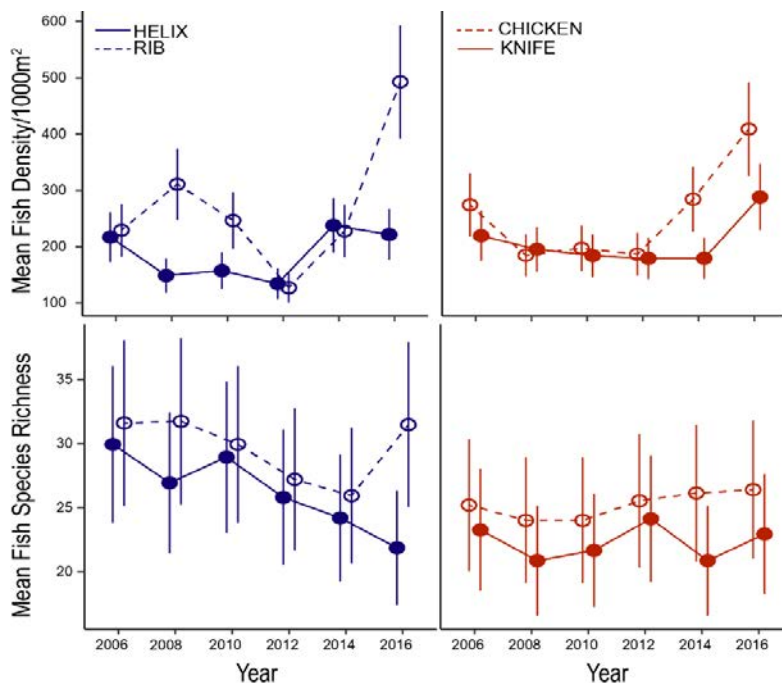 HELIX
RIB
CHICKEN
KNIFE
Mean Fish Density/1000m²
600
500
400
300
200
100
Mean Fish Species Richness
35
30
25
20
2006 2008 2010 2012 2014 2016
2006 2008 2010 2012 2014 2016
Year
Year